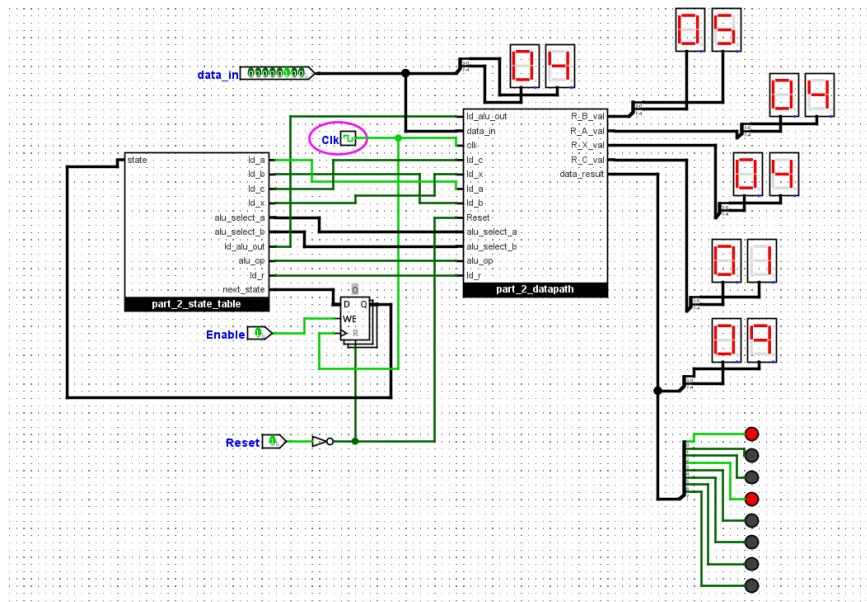 05
04
data_in 00000100
04
ld_alu_out R_B_val
Clk data_in R_A_val
clk R_X_val
state ld_a ld_c R_C_val
ld_b ld_x data_result
ld_c ld_a
ld_x ld_b
04
alu_select_a Reset
alu_select_b alu_select_a
ld_alu_out alu_select_b
alu_op alu_op
ld_r ld_r
01
next_state 0 part_2_datapath
part_2_state_table D Q
WE
Enable R
09
Reset